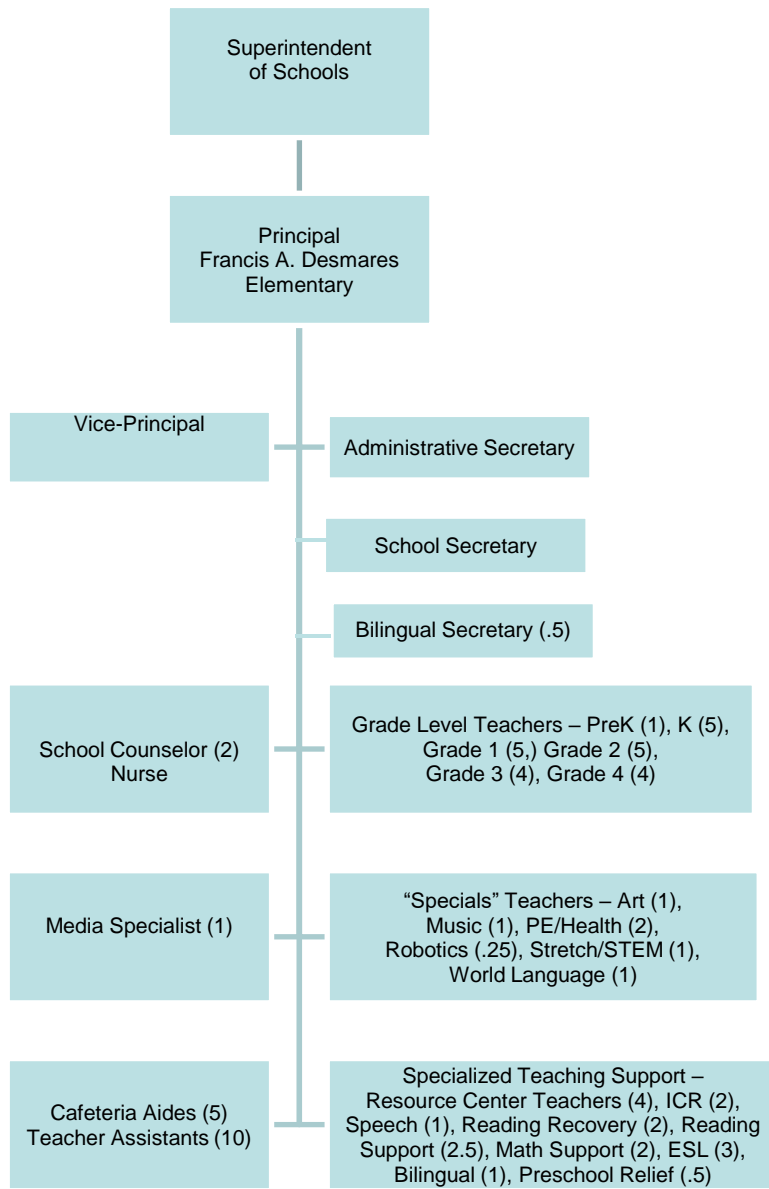 Superintendent
of Schools
Principal
Francis A. Desmares
Elementary
Vice-Principal
Administrative Secretary
School Secretary
Bilingual Secretary (.5)
School Counselor (2)
Nurse
Grade Level Teachers – PreK (1), K (5),
Grade 1 (5,) Grade 2 (5),
Grade 3 (4), Grade 4 (4)
Media Specialist (1)
“Specials” Teachers – Art (1),
Music (1), PE/Health (2),
Robotics (.25), Stretch/STEM (1),
World Language (1)
Cafeteria Aides (5)
Teacher Assistants (10)
Specialized Teaching Support –
Resource Center Teachers (4), ICR (2),
Speech (1), Reading Recovery (2), Reading
Support (2.5), Math Support (2), ESL (3),
Bilingual (1), Preschool Relief (.5)